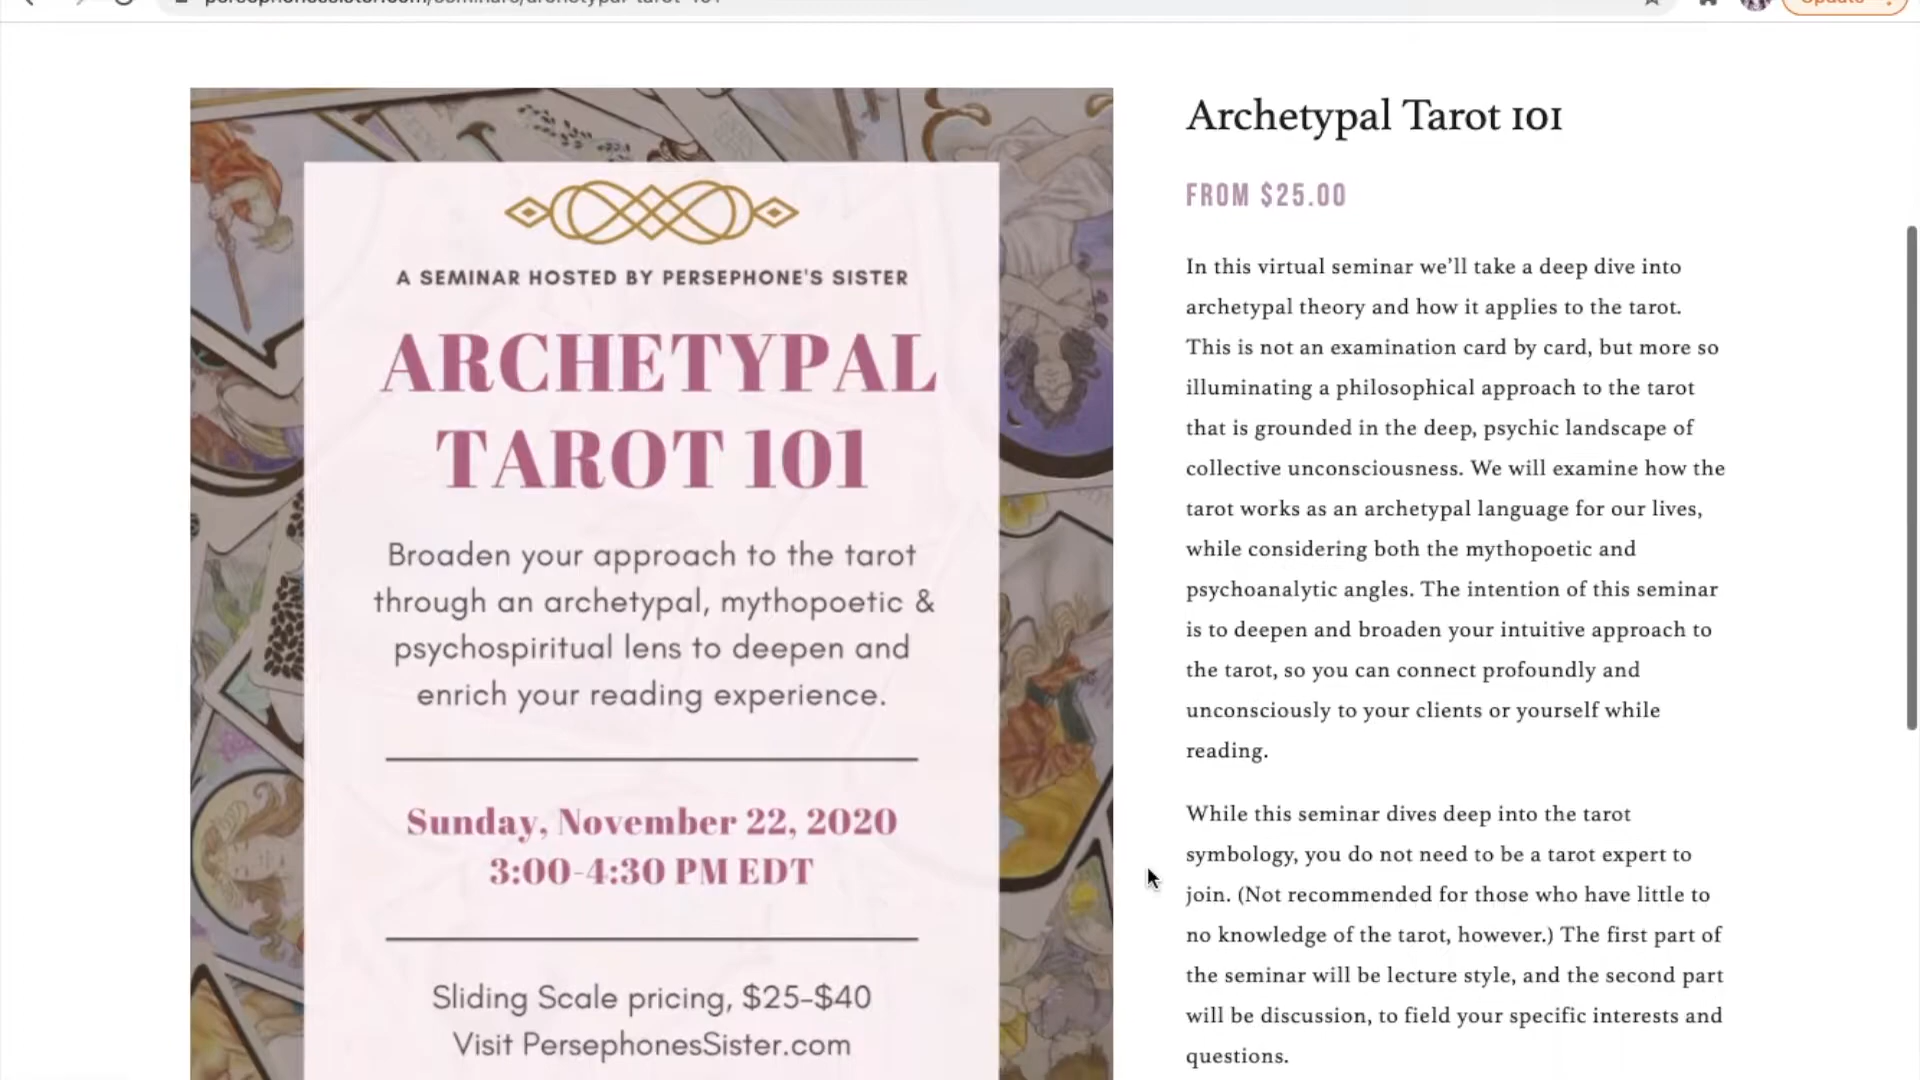 Archetypal Tarot 101
FROM $25.00
In this virtual seminar we’ll take a deep dive into
archetypal theory and how it applies to the tarot.
This is not an examination card by card, but more so
illuminating a philosophical approach to the tarot
that is grounded in the deep, psychic landscape of
collective unconsciousness. We will examine how the
tarot works as an archetypal language for our lives,
while considering both the mythopoetic and
psychoanalytic angles. The intention of this seminar
is to deepen and broaden your intuitive approach to
the tarot, so you can connect profoundly and
unconsciously to your clients or yourself while
reading.
While this seminar dives deep into the tarot
symbology, you do not need to be a tarot expert to
join. (Not recommended for those who have little to
no knowledge of the tarot, however.) The first part of
the seminar will be lecture style, and the second part
will be discussion, to field your specific interests and
questions.
A SEMINAR HOSTED BY PERSEPHONE'S SISTER
ARCHETYPAL
TAROT 101
Broaden your approach to the tarot
through an archetypal, mythopoetic &
psychospiritual lens to deepen and
enrich your reading experience.
Sunday, November 22, 2020
3:00-4:30 PM EDT
Sliding Scale pricing, $25-$40
Visit PersephonesSister.com